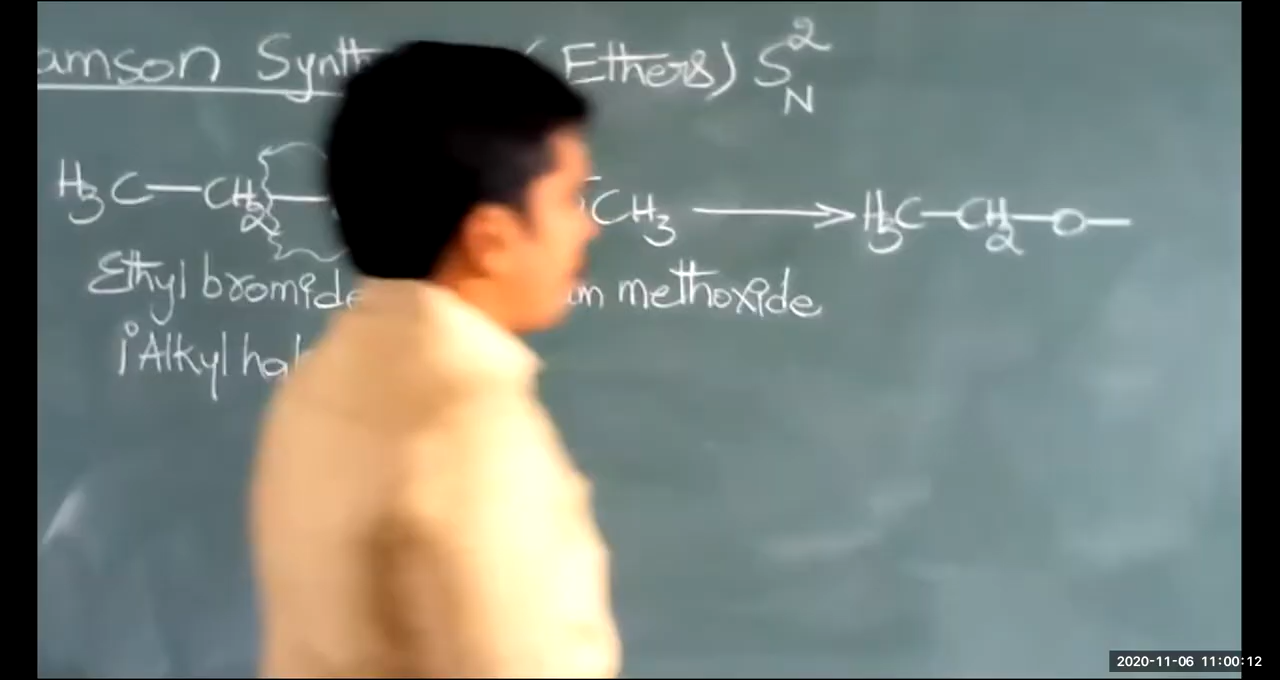 amson Synth (Ethers) S_N^2
H3C—CH2— CH3 ⟶ H3C—CH2—O—
Ethyl bromide methoxide
1° Alkyl hal
2020-11-06 11:00:12